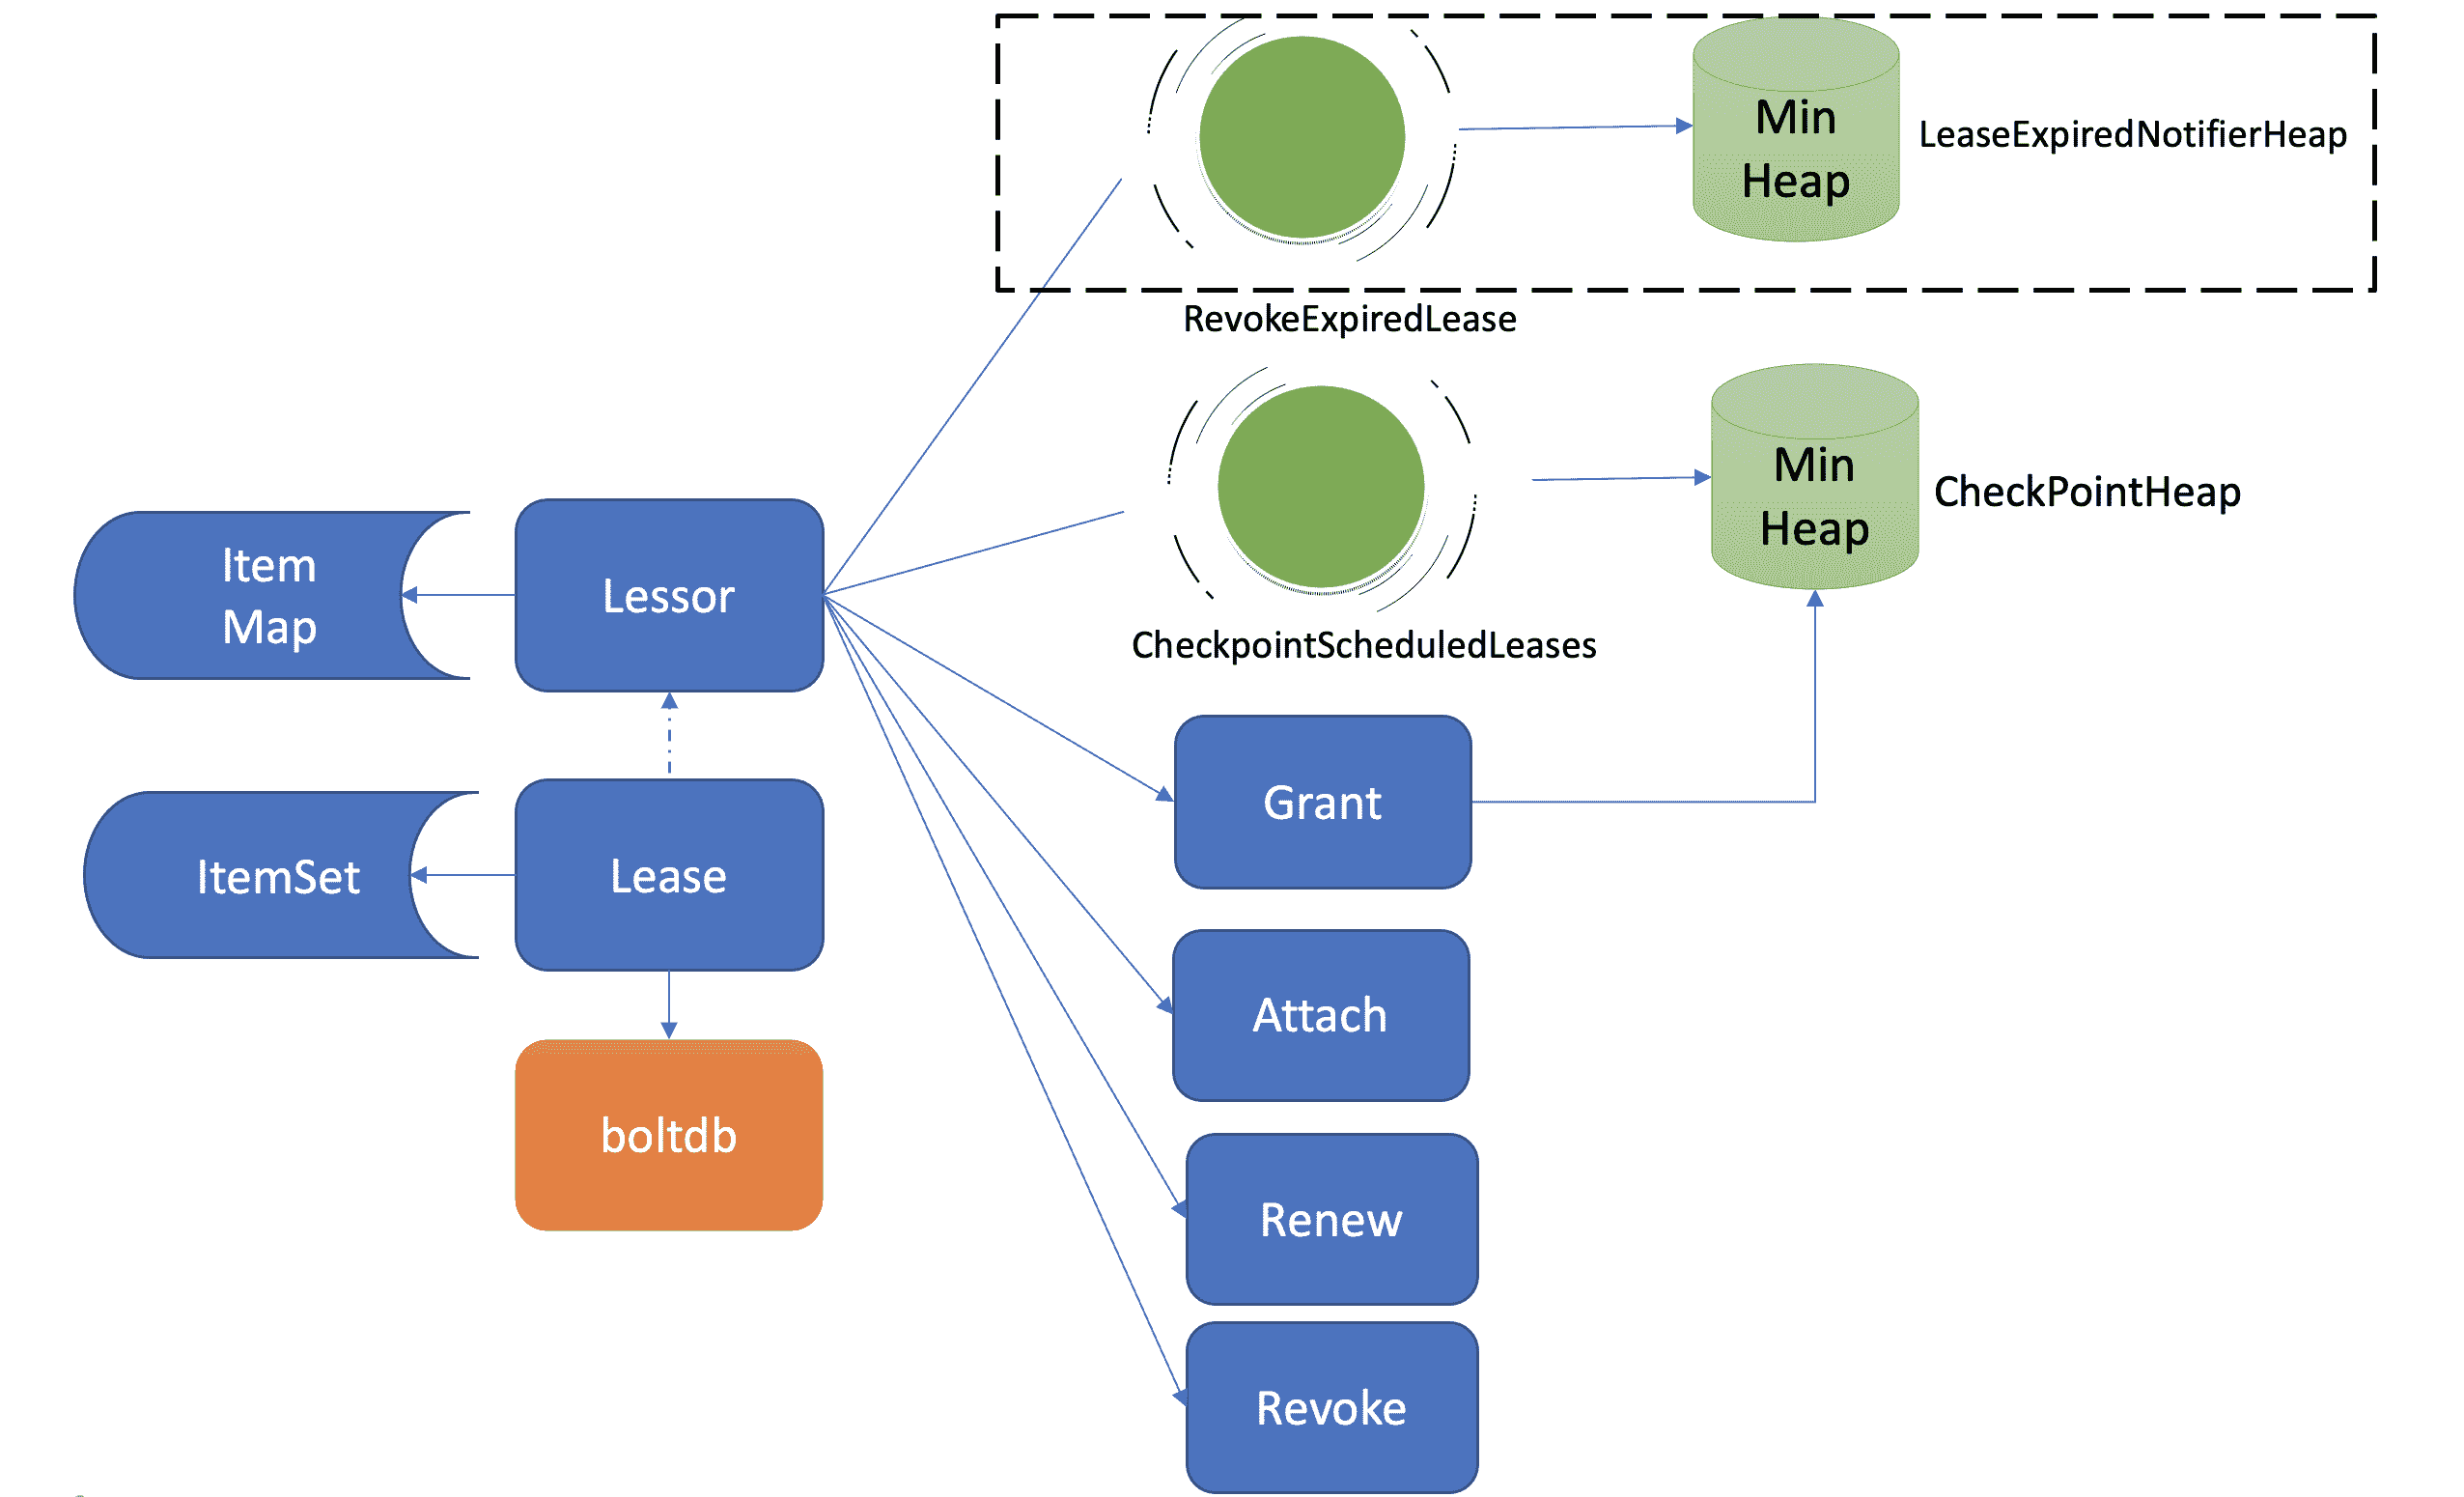 Min
Heap
LeaseExpiredNotifierHeap
RevokeExpiredLease
Min
Heap
CheckPointHeap
Item
Map
Lessor
CheckpointScheduledLeases
Grant
ItemSet
Lease
Attach
boltdb
Renew
Revoke